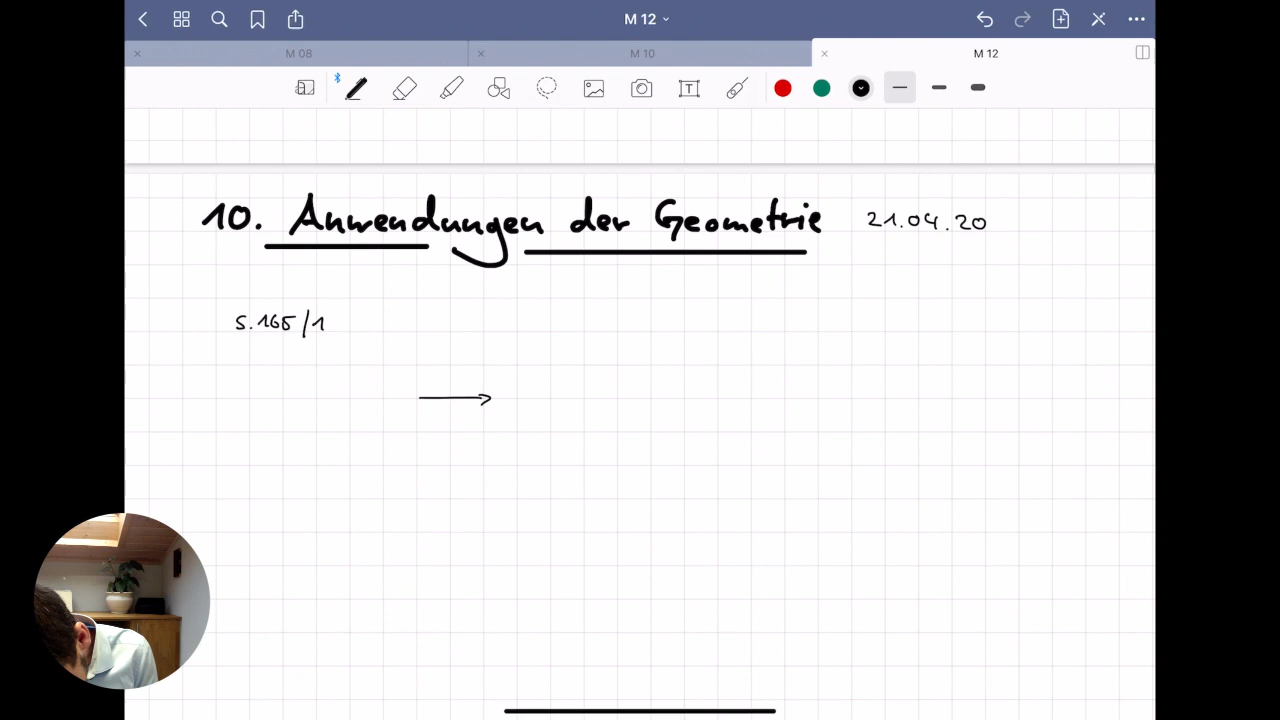 M 12
M 08
M 10
M 12
T
10. Anwendungen der Geometrie 21.04.20
S.165/1